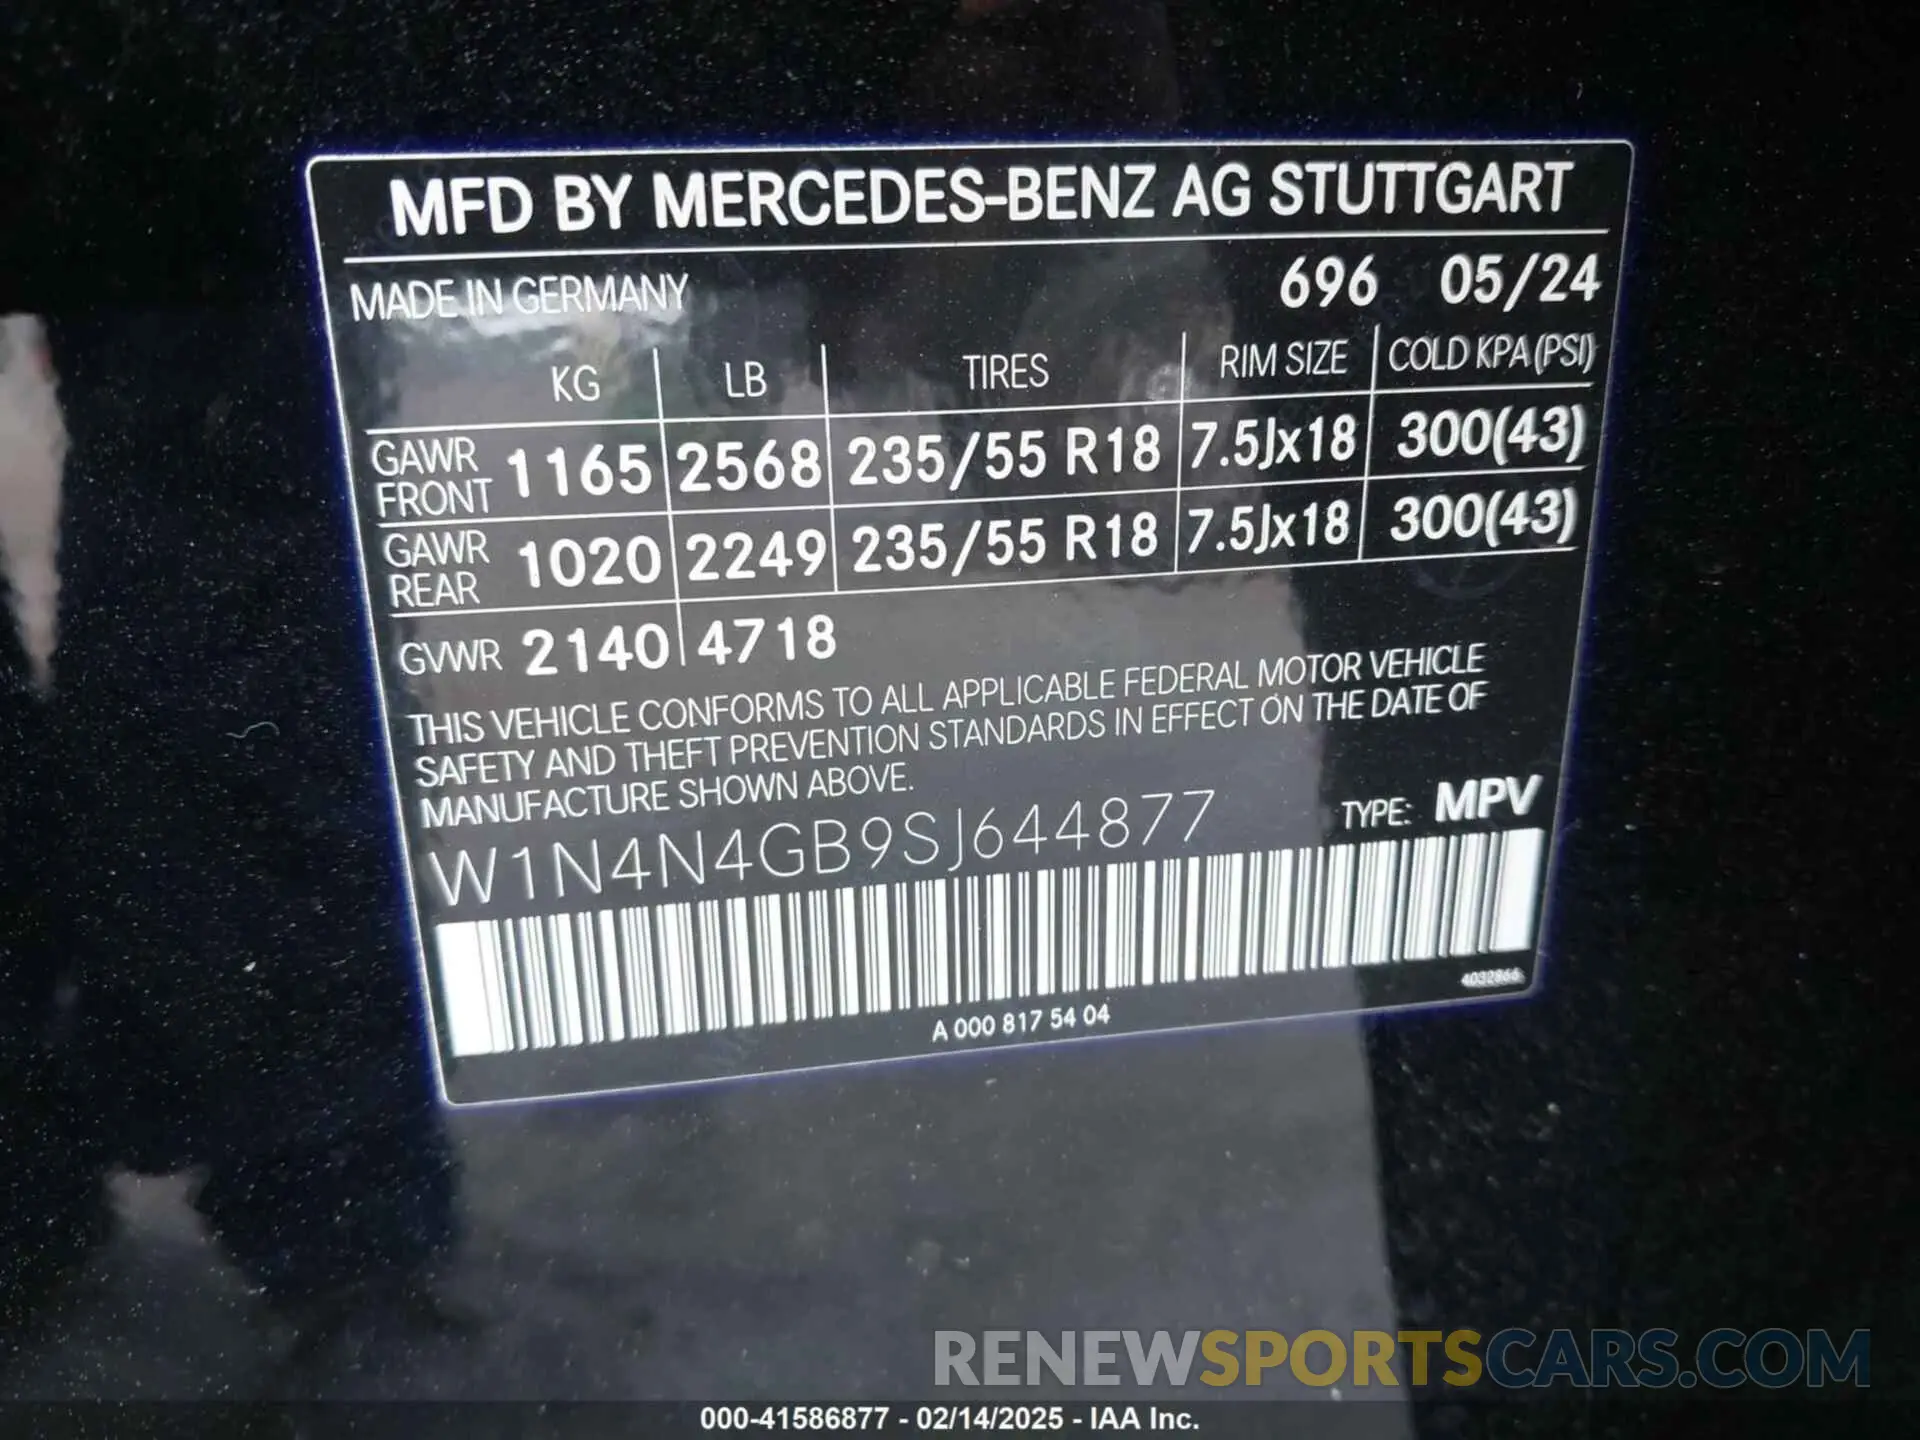 MFD BY MERCEDES-BENZ AG STUTTGART
MADE IN GERMANY 696 05/24
KG LB TIRES RIM SIZE COLD KPA (PSI)
GAWR FRONT 1165 2568 235/55 R18 7.5Jx18 300(43)
GAWR REAR 1020 2249 235/55 R18 7.5Jx18 300(43)
GVWR 2140 4718
THIS VEHICLE CONFORMS TO ALL APPLICABLE FEDERAL MOTOR VEHICLE
SAFETY AND THEFT PREVENTION STANDARDS IN EFFECT ON THE DATE OF
MANUFACTURE SHOWN ABOVE.
W1N4N4GB9SJ644877 TYPE: MPV
4032866
A 000 817 54 04
RENEWSPORTSCARS.COM
000-41586877 - 02/14/2025 - IAA Inc.